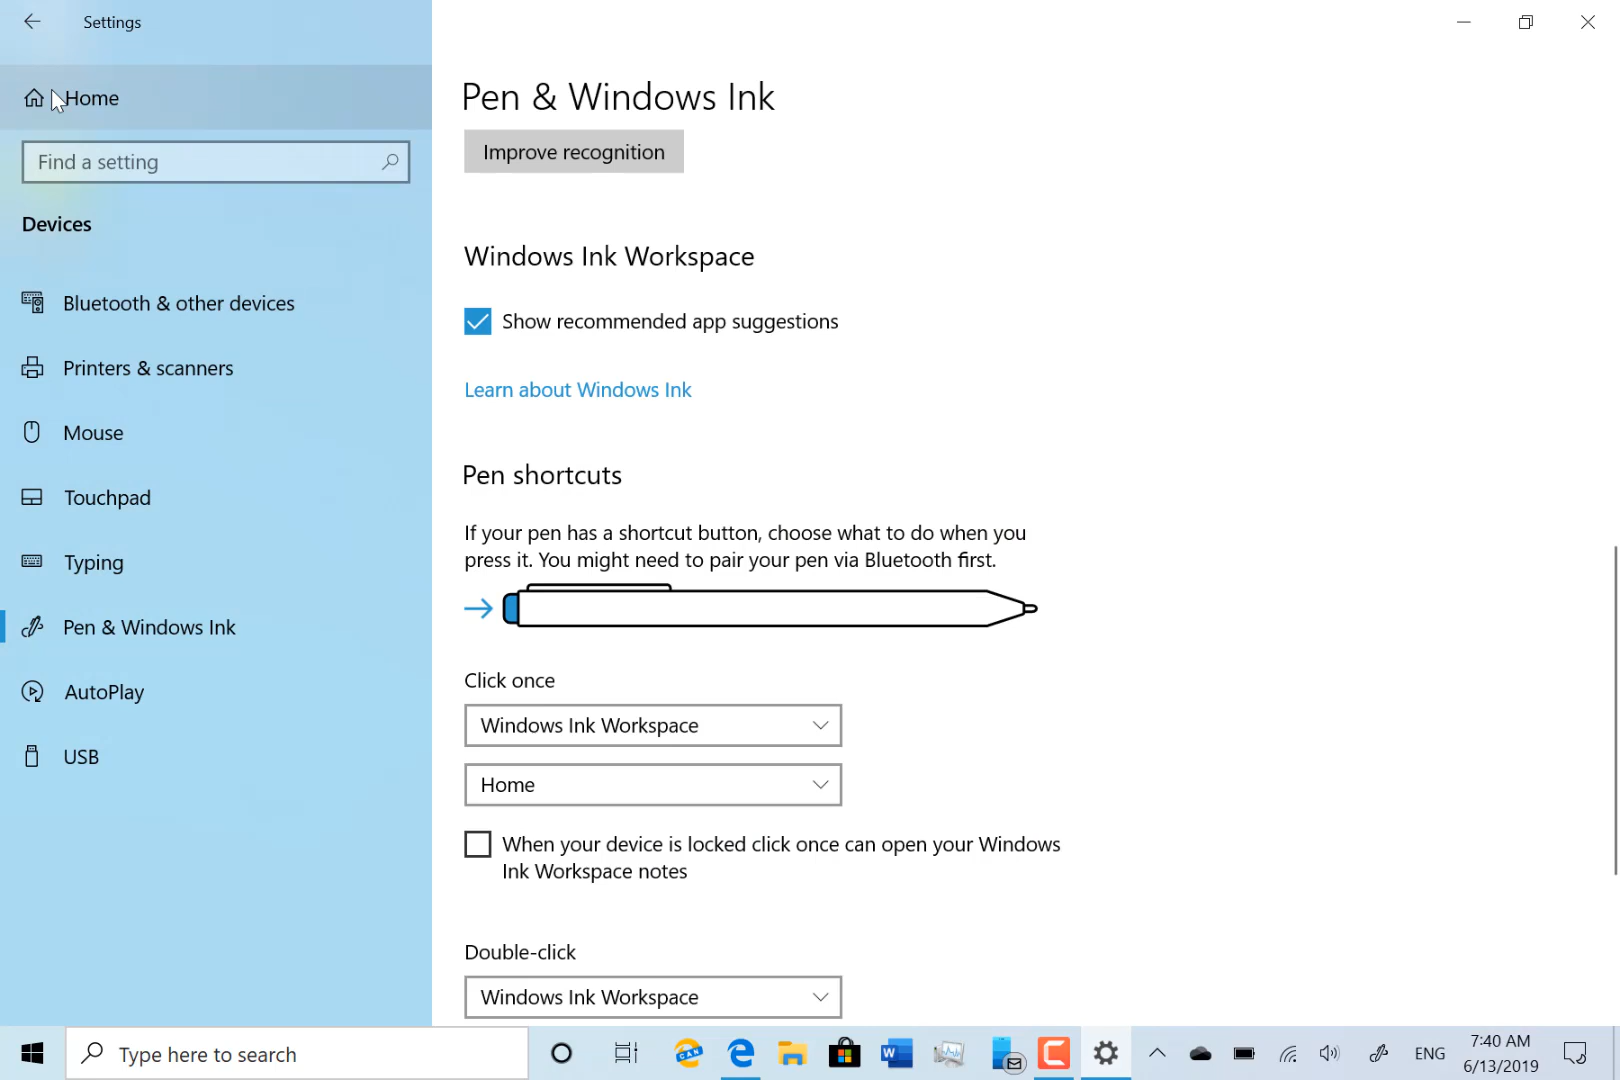 Settings
Home
Find a setting
Devices
Bluetooth & other devices
Printers & scanners
Mouse
Touchpad
Typing
Pen & Windows Ink
AutoPlay
USB
Pen & Windows Ink
Improve recognition
Windows Ink Workspace
Show recommended app suggestions
Learn about Windows Ink
Pen shortcuts
If your pen has a shortcut button, choose what to do when you
press it. You might need to pair your pen via Bluetooth first.
Click once
Windows Ink Workspace
Home
When your device is locked click once can open your Windows
Ink Workspace notes
Double-click
Windows Ink Workspace
Type here to search
CAN
W
ENG
7:40 AM
6/13/2019